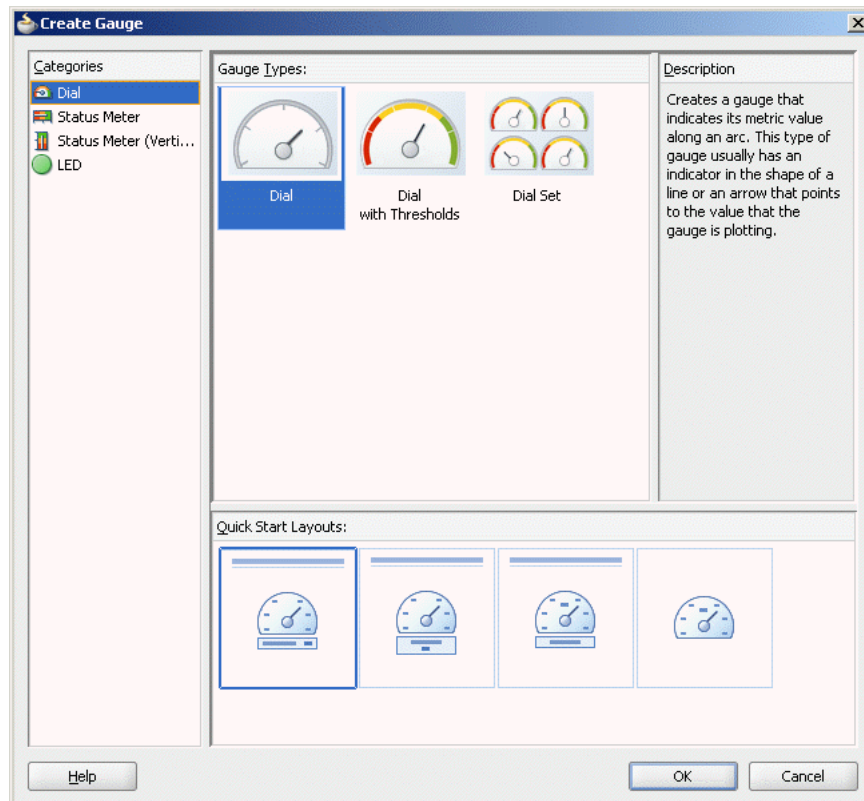 Create Gauge
Categories
Dial
Status Meter
Status Meter (Verti...
LED
Gauge Types:
Dial
Dial
with Thresholds
Dial Set
Description
Creates a gauge that
indicates its metric value
along an arc. This type of
gauge usually has an
indicator in the shape of a
line or an arrow that points
to the value that the
gauge is plotting.
Quick Start Layouts:
Help
OK
Cancel